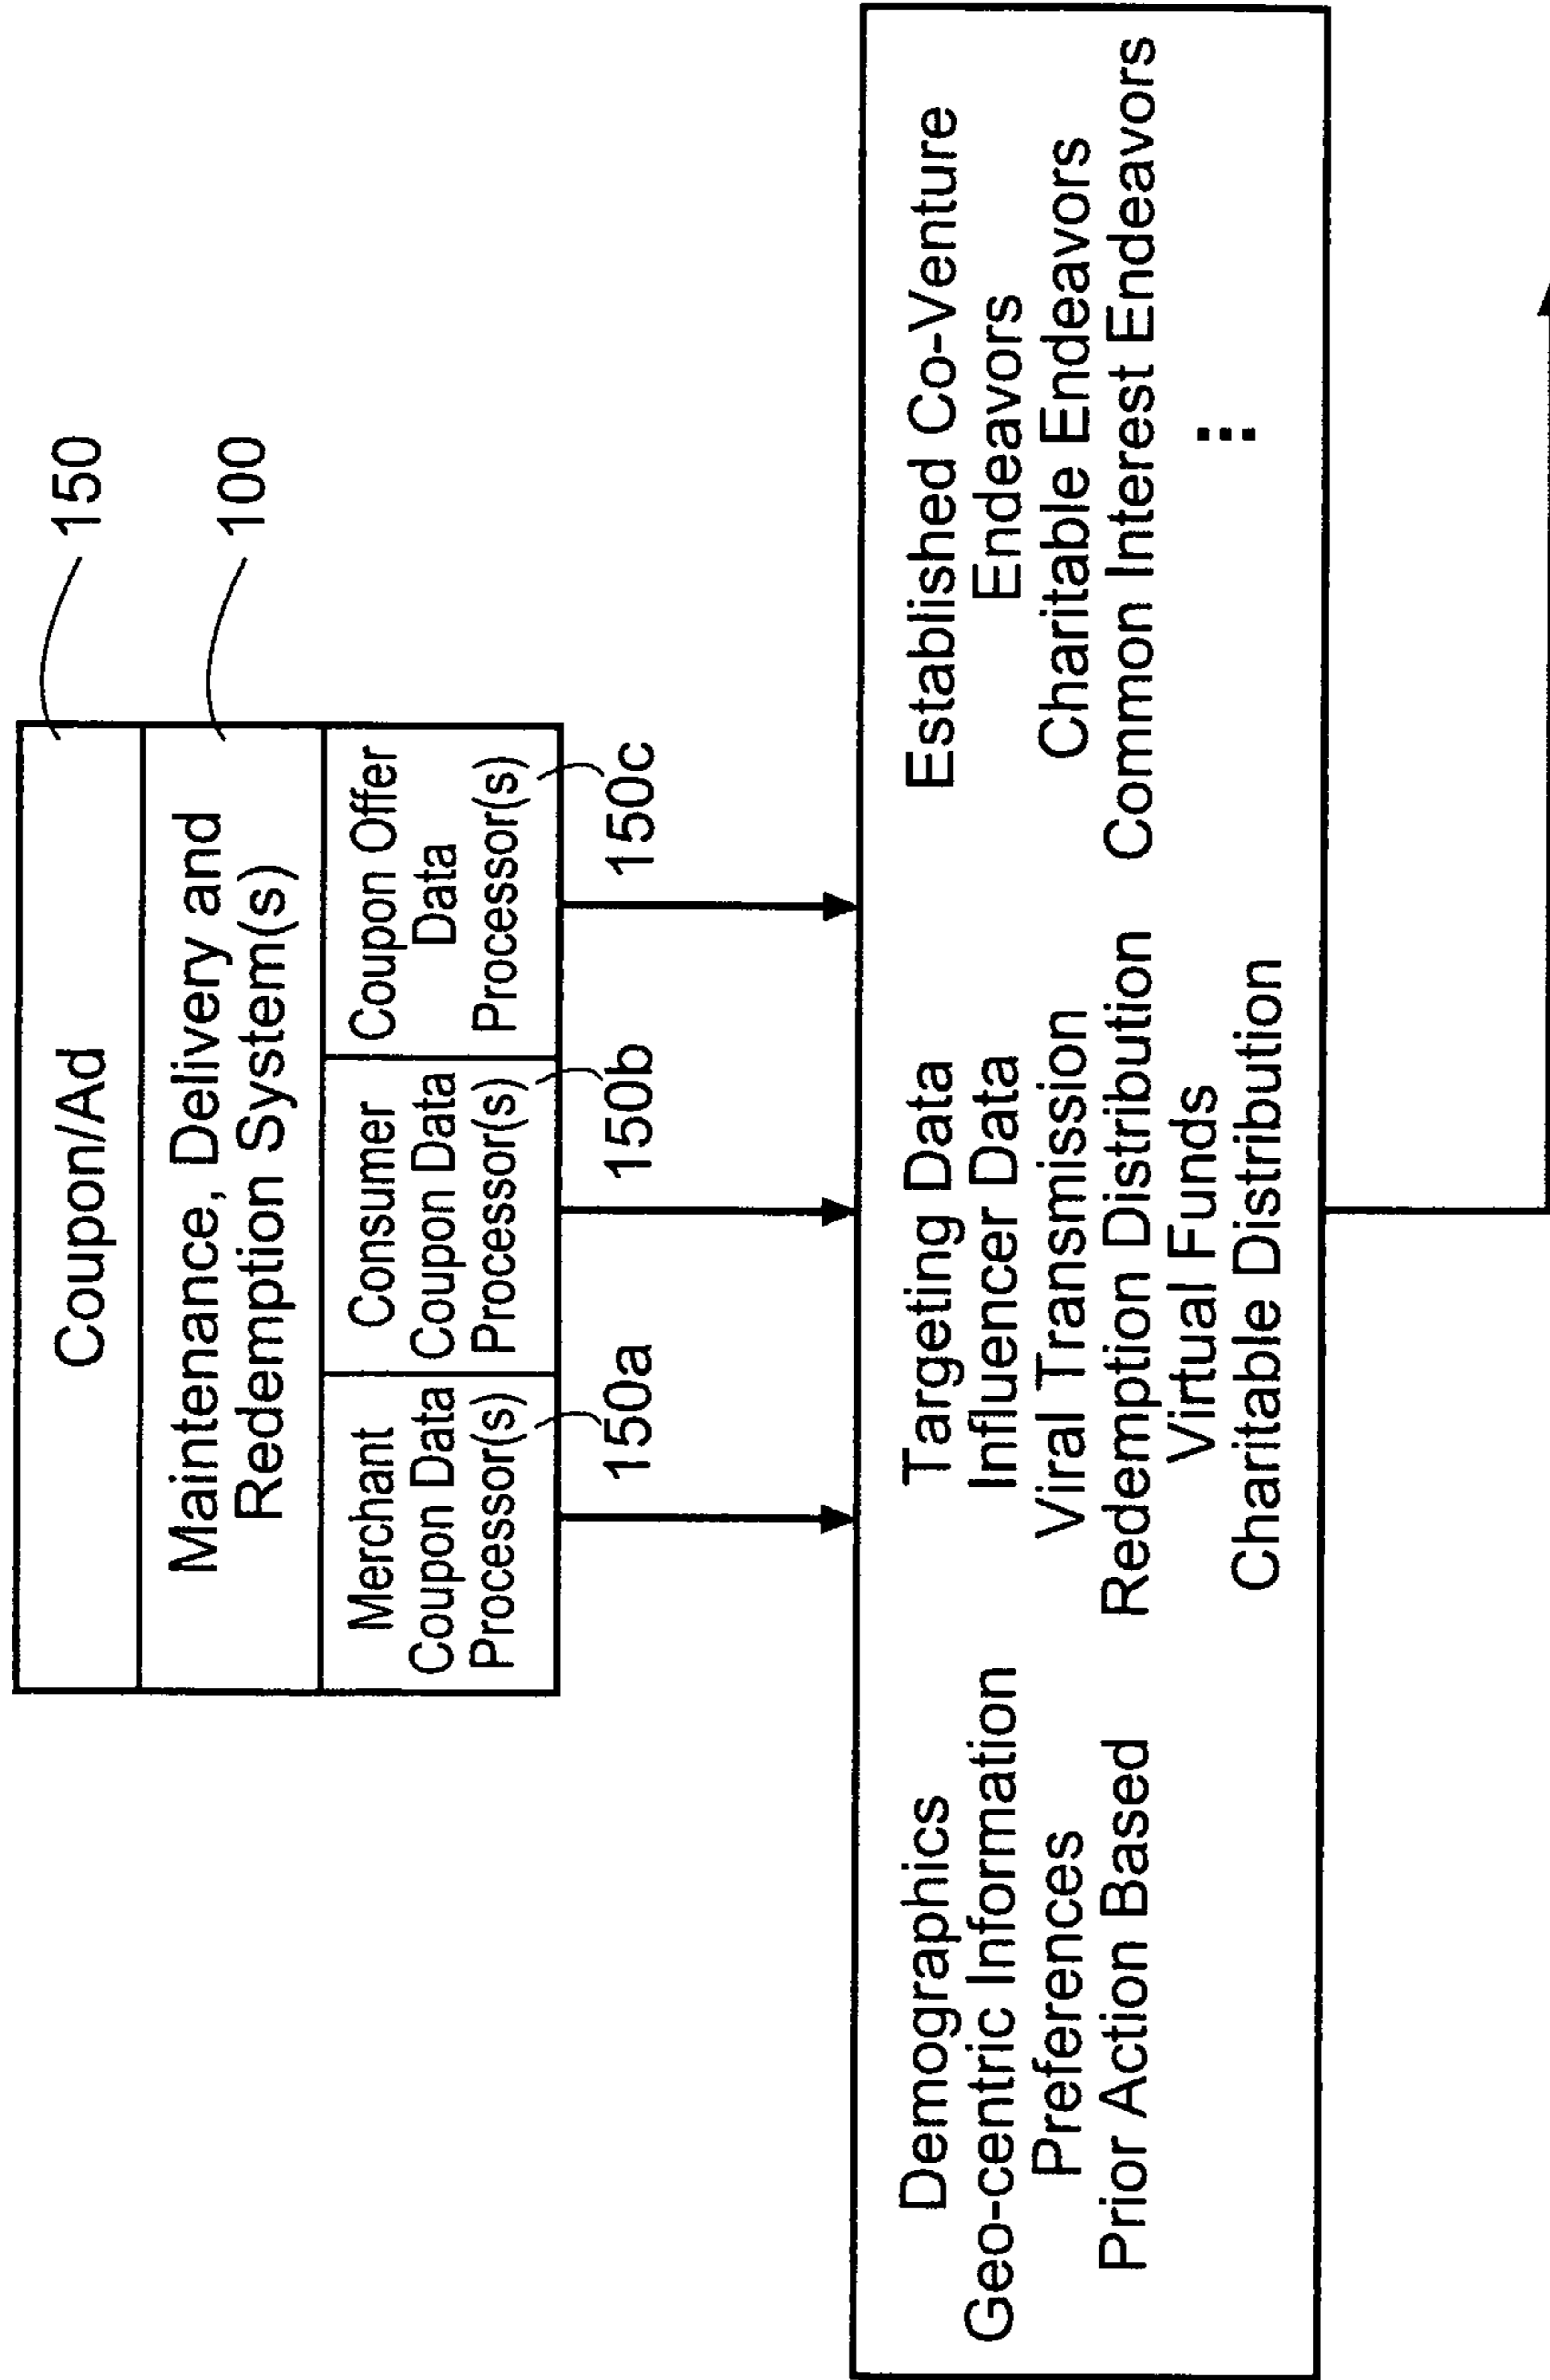 Coupon/Ad
150
Maintenance, Delivery and
Redemption System(s)
100
Merchant
Coupon Data
Processor(s)
Consumer
Coupon Data
Processor(s)
Coupon Offer
Data
Processor(s)
150a
150b
150c
Demographics
Geo-centric Information
Preferences
Prior Action Based
Targeting Data
Influencer Data
Viral Transmission
Redemption Distribution
Virtual Funds
Charitable Distribution
Established Co-Venture
Endeavors
Charitable Endeavors
Common Interest Endeavors